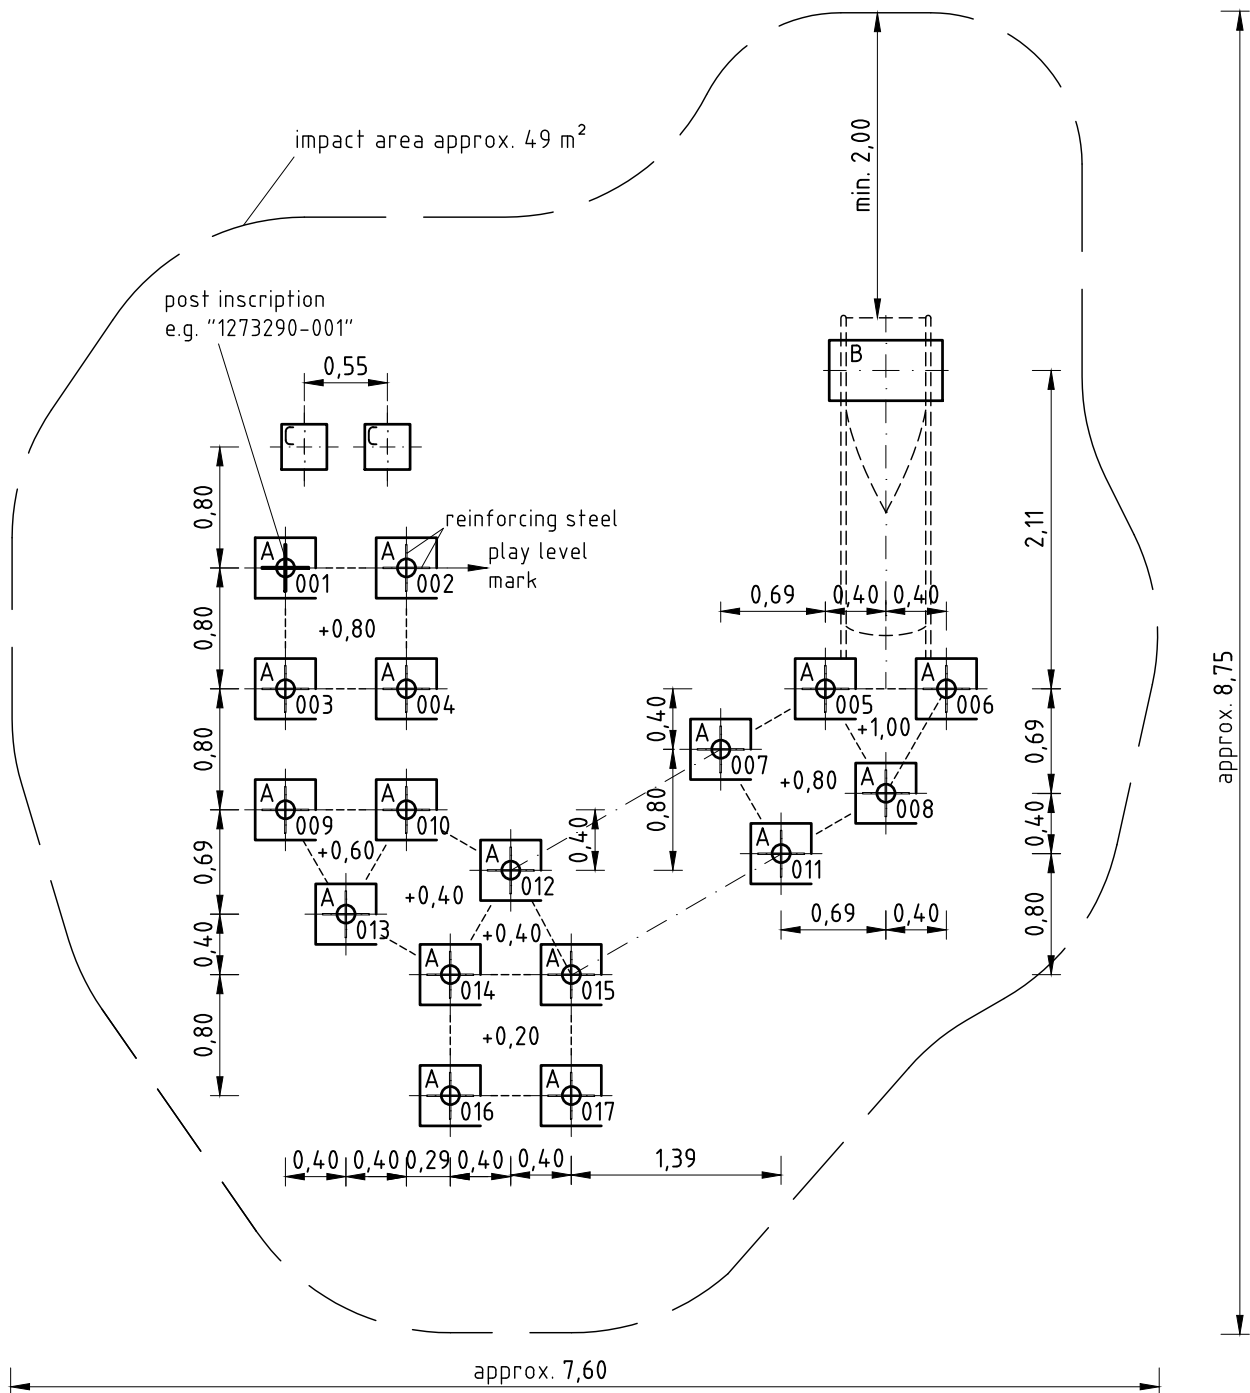 impact area approx. 49 m²
min. 2,00
post inscription
e.g. "1273290-001"
0,55
B
C
C
0,80
2,11
reinforcing steel
play level
mark
A
001
A
002
0,80
+0,80
0,69
0,40
0,40
A
003
A
004
A
005
A
006
0,40
+1,00
0,69
approx. 8,75
A
007
+0,80
A
008
0,80
0,80
A
009
A
010
0,40
0,40
A
011
A
012
+0,60
0,69
+0,40
A
013
0,40
+0,40
0,69
0,40
0,80
A
014
A
015
+0,20
0,80
A
016
A
017
0,40
0,40
0,29
0,40
0,40
1,39
approx. 7,60